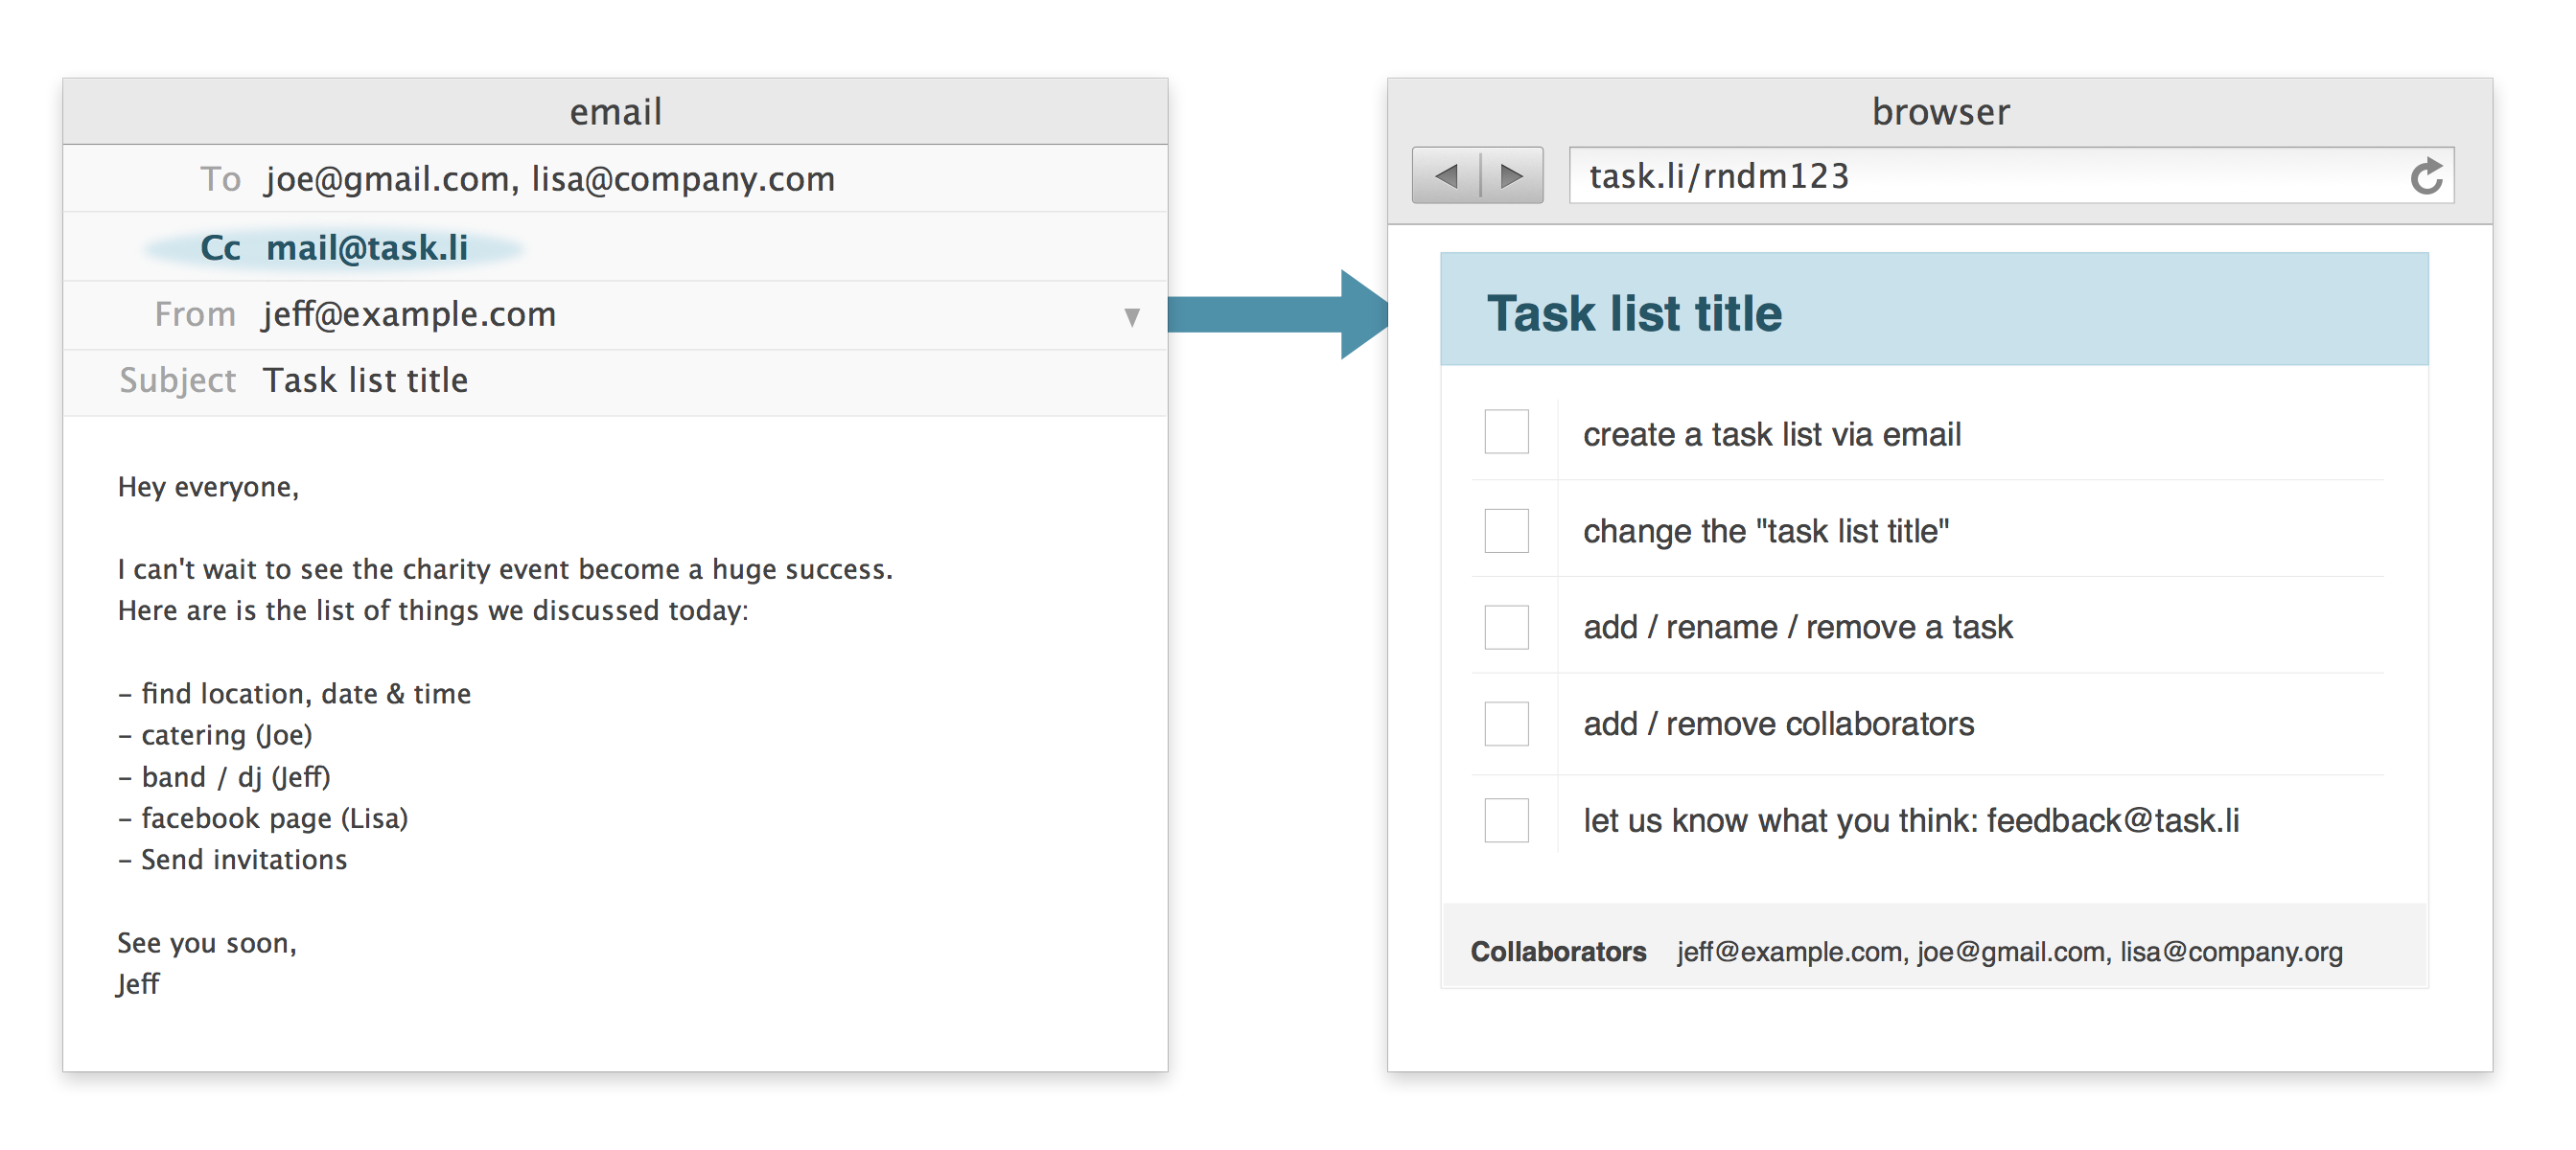 email
To joe@gmail.com, lisa@company.com
Cc mail@task.li
From jeff@example.com
Subject Task list title
Hey everyone,
I can't wait to see the charity event become a huge success.
Here are is the list of things we discussed today:
– find location, date & time
– catering (Joe)
– band / dj (Jeff)
– facebook page (Lisa)
– Send invitations
See you soon,
Jeff
browser
task.li/rndm123
Task list title
create a task list via email
change the "task list title"
add / rename / remove a task
add / remove collaborators
let us know what you think: feedback@task.li
Collaborators jeff@example.com, joe@gmail.com, lisa@company.org